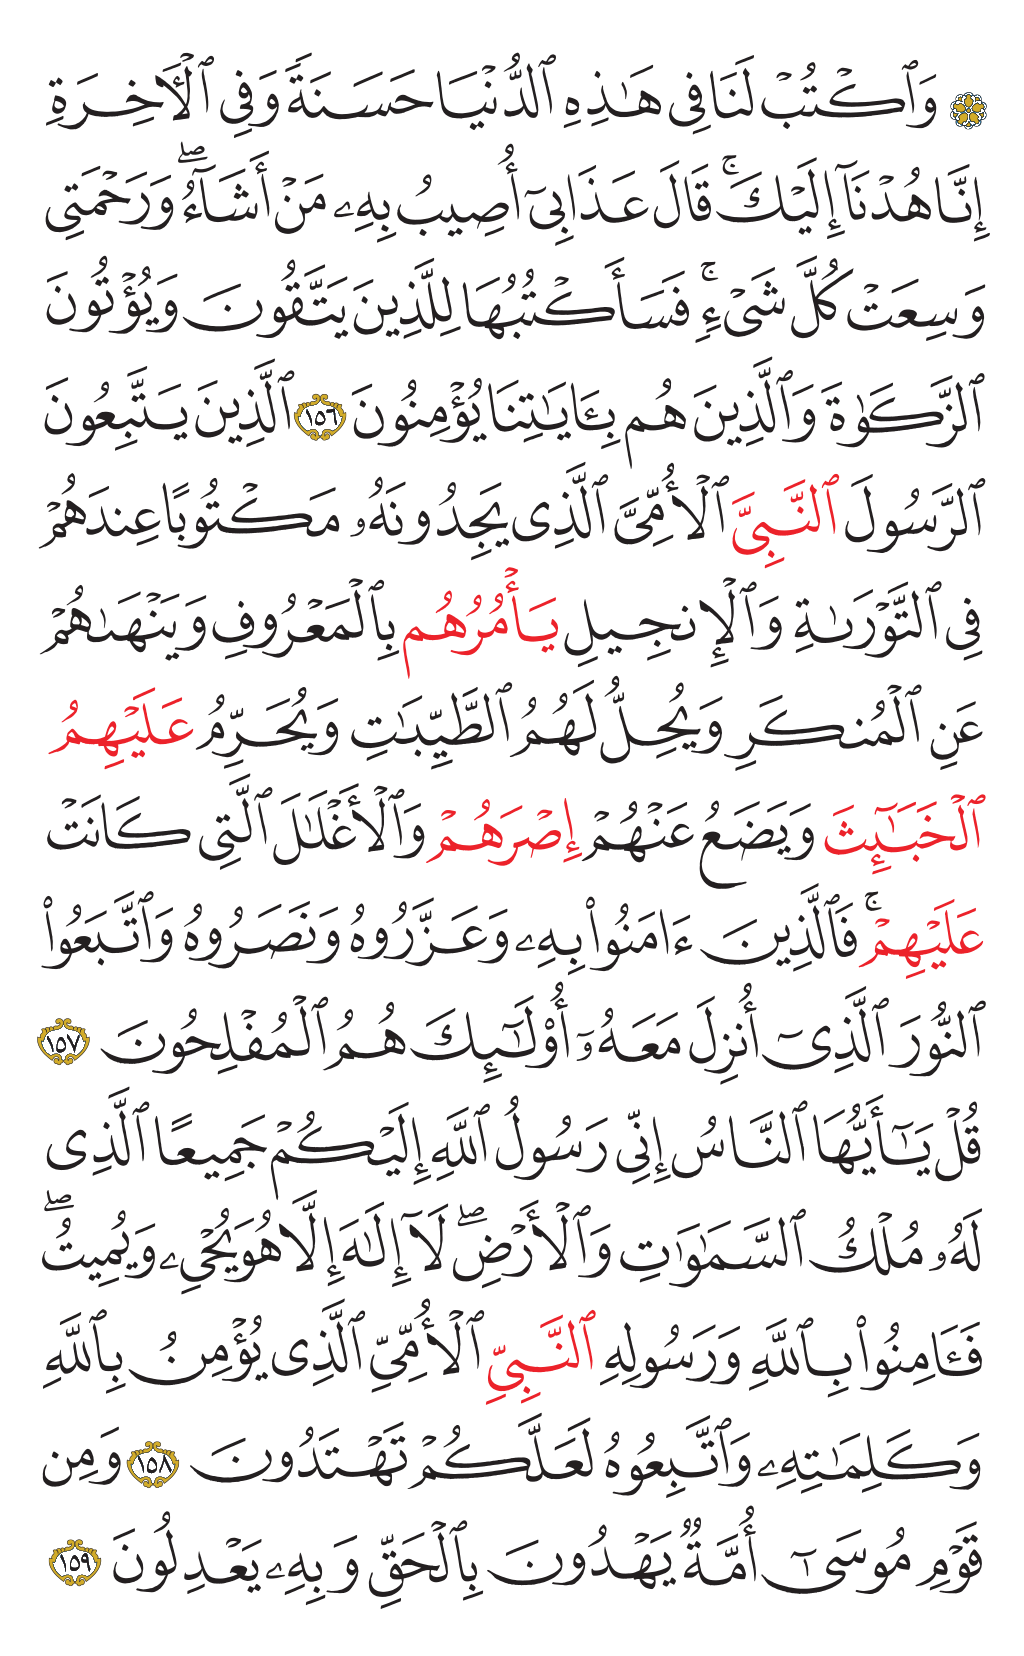 ۞ وَٱكۡتُبۡ لَنَا فِي هَٰذِهِ ٱلدُّنۡيَا حَسَنَةٗ وَفِي ٱلۡأٓخِرَةِ
إِنَّا هُدۡنَآ إِلَيۡكَۚ قَالَ عَذَابِيٓ أُصِيبُ بِهِۦ مَنۡ أَشَآءُۖ وَرَحۡمَتِي
وَسِعَتۡ كُلَّ شَيۡءٖۚ فَسَأَكۡتُبُهَا لِلَّذِينَ يَتَّقُونَ وَيُؤۡتُونَ
ٱلزَّكَوٰةَ وَٱلَّذِينَ هُم بِـَٔايَٰتِنَا يُؤۡمِنُونَ ١٥٦ ٱلَّذِينَ يَتَّبِعُونَ
ٱلرَّسُولَ ٱلنَّبِيَّ ٱلۡأُمِّيَّ ٱلَّذِي يَجِدُونَهُۥ مَكۡتُوبًا عِندَهُمۡ
فِي ٱلتَّوۡرَىٰةِ وَٱلۡإِنجِيلِ يَأۡمُرُهُم بِٱلۡمَعۡرُوفِ وَيَنۡهَىٰهُمۡ
عَنِ ٱلۡمُنكَرِ وَيُحِلُّ لَهُمُ ٱلطَّيِّبَٰتِ وَيُحَرِّمُ عَلَيۡهِمُ
ٱلۡخَبَٰٓئِثَ وَيَضَعُ عَنۡهُمۡ إِصۡرَهُمۡ وَٱلۡأَغۡلَٰلَ ٱلَّتِي كَانَتۡ
عَلَيۡهِمۡۚ فَٱلَّذِينَ ءَامَنُواْ بِهِۦ وَعَزَّرُوهُ وَنَصَرُوهُ وَٱتَّبَعُواْ
ٱلنُّورَ ٱلَّذِيٓ أُنزِلَ مَعَهُۥٓ أُوْلَٰٓئِكَ هُمُ ٱلۡمُفۡلِحُونَ ١٥٧
قُلۡ يَٰٓأَيُّهَا ٱلنَّاسُ إِنِّي رَسُولُ ٱللَّهِ إِلَيۡكُمۡ جَمِيعًا ٱلَّذِي
لَهُۥ مُلۡكُ ٱلسَّمَٰوَٰتِ وَٱلۡأَرۡضِۖ لَآ إِلَٰهَ إِلَّا هُوَ يُحۡيِۦ وَيُمِيتُۖ
فَـَٔامِنُواْ بِٱللَّهِ وَرَسُولِهِ ٱلنَّبِيِّ ٱلۡأُمِّيِّ ٱلَّذِي يُؤۡمِنُ بِٱللَّهِ
وَكَلِمَٰتِهِۦ وَٱتَّبِعُوهُ لَعَلَّكُمۡ تَهۡتَدُونَ ١٥٨ وَمِن
قَوۡمِ مُوسَىٰٓ أُمَّةٞ يَهۡدُونَ بِٱلۡحَقِّ وَبِهِۦ يَعۡدِلُونَ ١٥٩